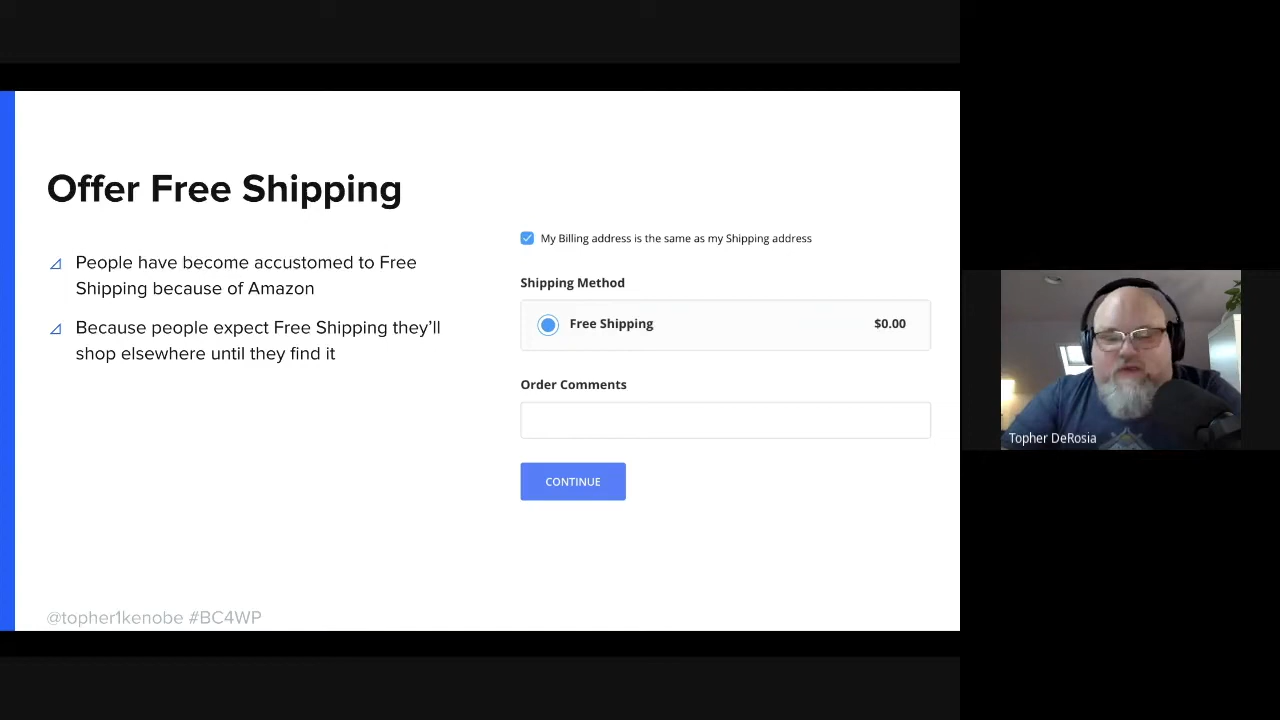 Offer Free Shipping
People have become accustomed to Free
Shipping because of Amazon
Because people expect Free Shipping they’ll
shop elsewhere until they find it
My Billing address is the same as my Shipping address
Shipping Method
Free Shipping $0.00
Order Comments
CONTINUE
@topher1kenobe #BC4WP
Topher DeRosia